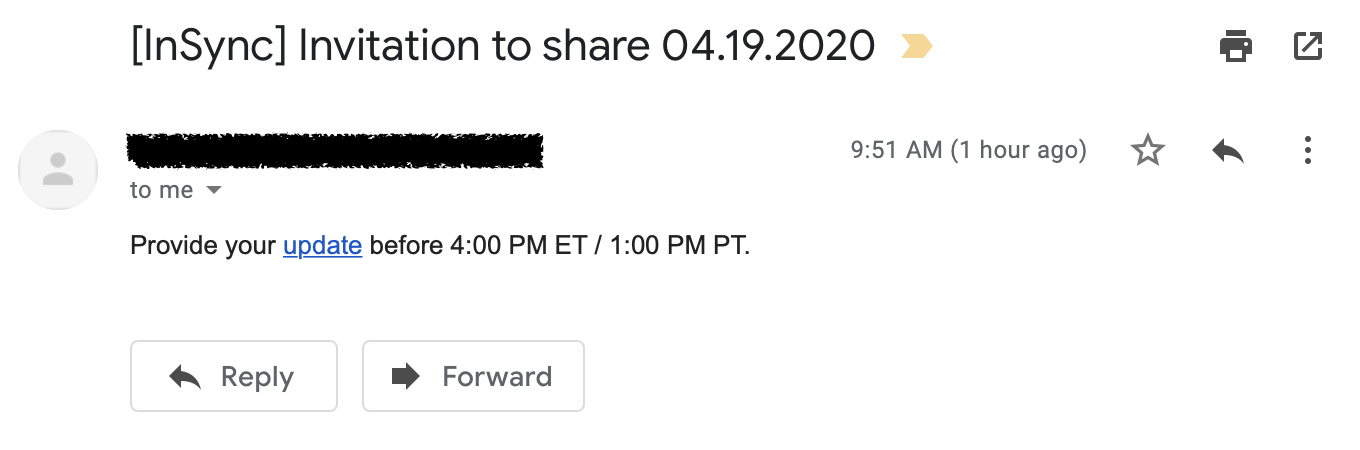 [InSync] Invitation to share 04.19.2020
9:51 AM (1 hour ago)
to me
Provide your update before 4:00 PM ET / 1:00 PM PT.
Reply
Forward